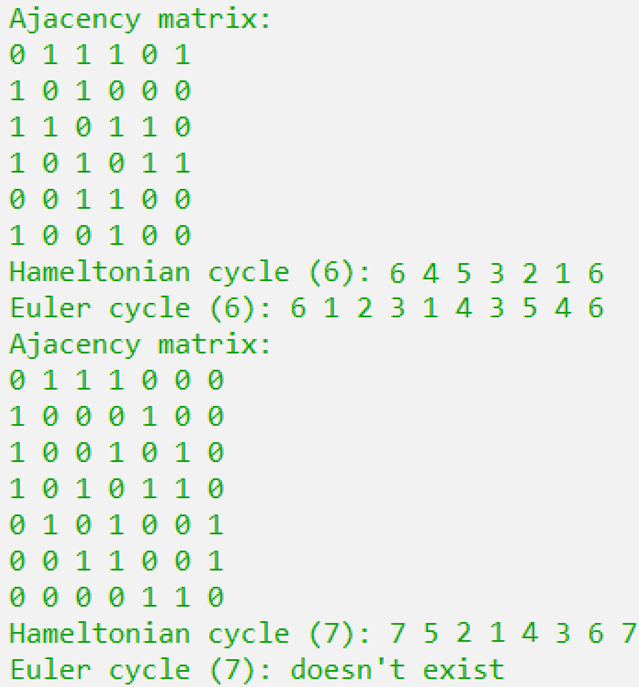 Ajacency matrix:
0 1 1 1 0 1
1 0 1 0 0 0
1 1 0 1 1 0
1 0 1 0 1 1
0 0 1 1 0 0
1 0 0 1 0 0
Hameltonian cycle (6): 6 4 5 3 2 1 6
Euler cycle (6): 6 1 2 3 1 4 3 5 4 6
Ajacency matrix:
0 1 1 1 0 0 0
1 0 0 0 1 0 0
1 0 0 1 0 1 0
1 0 1 0 1 1 0
0 1 0 1 0 0 1
0 0 1 1 0 0 1
0 0 0 0 1 1 0
Hameltonian cycle (7): 7 5 2 1 4 3 6 7
Euler cycle (7): doesn't exist